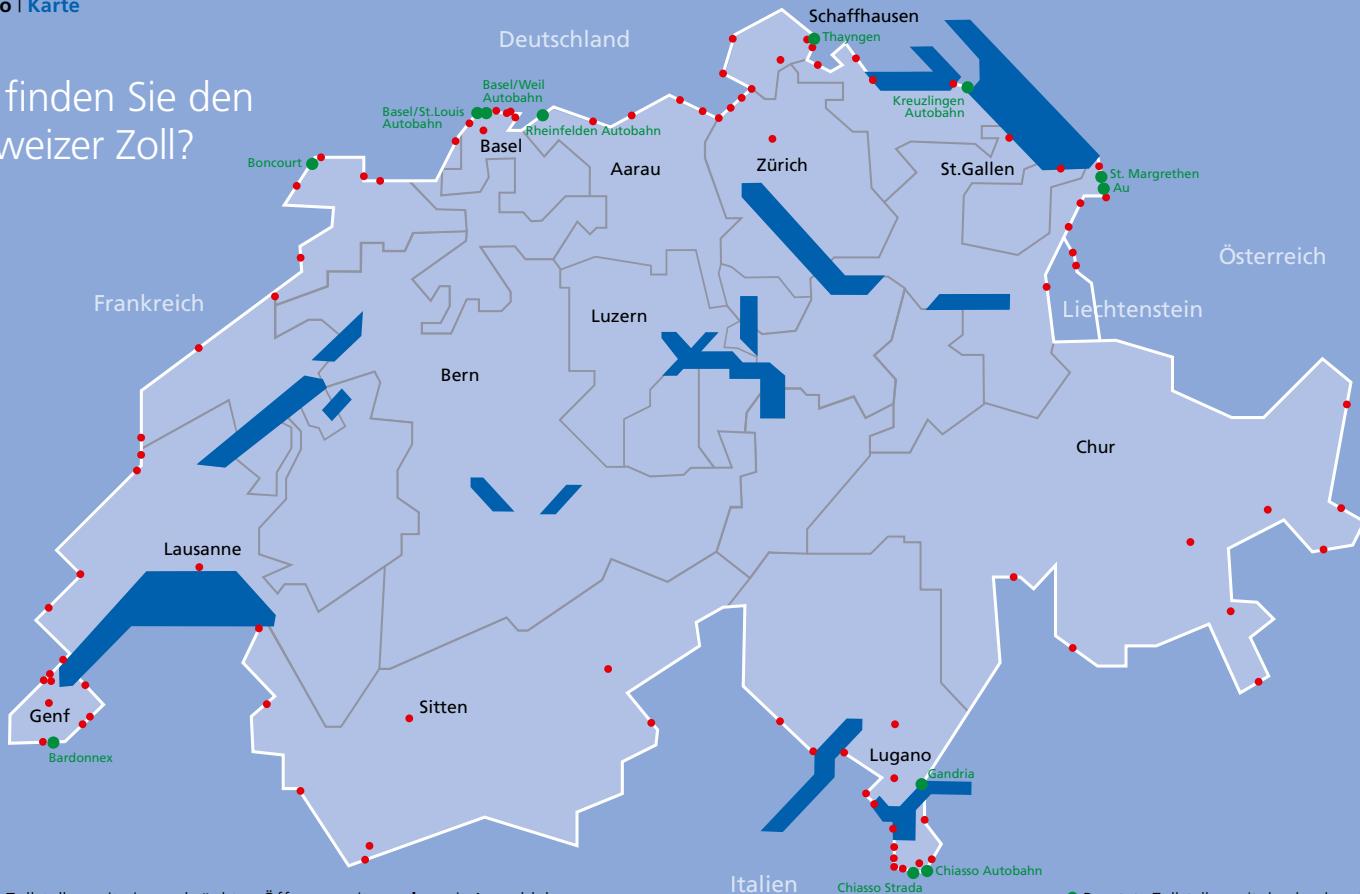 o | Karte
finden Sie den
weizer Zoll?
Deutschland
Schaffhausen
Thayngen
Basel/Weil
Autobahn
Basel/St.Louis
Autobahn
Rheinfelden Autobahn
Kreuzlingen
Autobahn
Basel
Boncourt
Aarau
Zürich
St.Gallen
St. Margrethen
Au
Österreich
Frankreich
Liechtenstein
Luzern
Bern
Chur
Lausanne
Sitten
Genf
Bardonnex
Lugano
Gandria
Chiasso Autobahn
Chiasso Strada
Italien